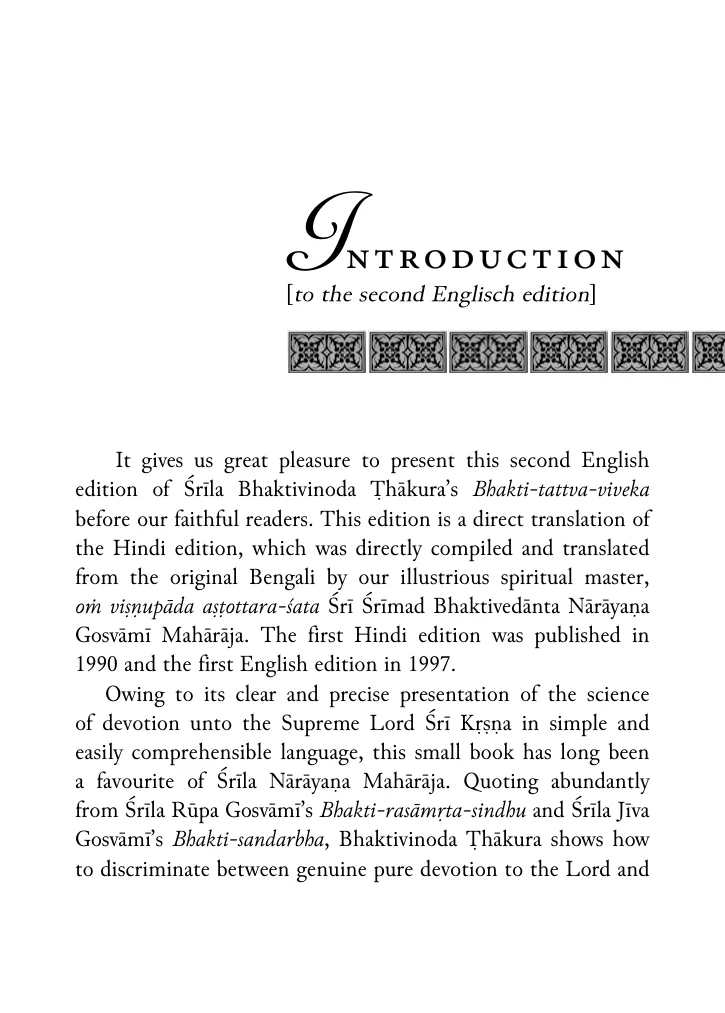 INTRODUCTION
[to the second Englisch edition]
It gives us great pleasure to present this second English
edition of Śrīla Bhaktivinoda Ṭhākura’s Bhakti-tattva-viveka
before our faithful readers. This edition is a direct translation of
the Hindi edition, which was directly compiled and translated
from the original Bengali by our illustrious spiritual master,
oṁ viṣṇupāda aṣṭottara-śata Śrī Śrīmad Bhaktivedānta Nārāyaṇa
Gosvāmī Mahārāja. The first Hindi edition was published in
1990 and the first English edition in 1997.
Owing to its clear and precise presentation of the science
of devotion unto the Supreme Lord Śrī Kṛṣṇa in simple and
easily comprehensible language, this small book has long been
a favourite of Śrīla Nārāyaṇa Mahārāja. Quoting abundantly
from Śrīla Rūpa Gosvāmī’s Bhakti-rasāmṛta-sindhu and Śrīla Jīva
Gosvāmī’s Bhakti-sandarbha, Bhaktivinoda Ṭhākura shows how
to discriminate between genuine pure devotion to the Lord and